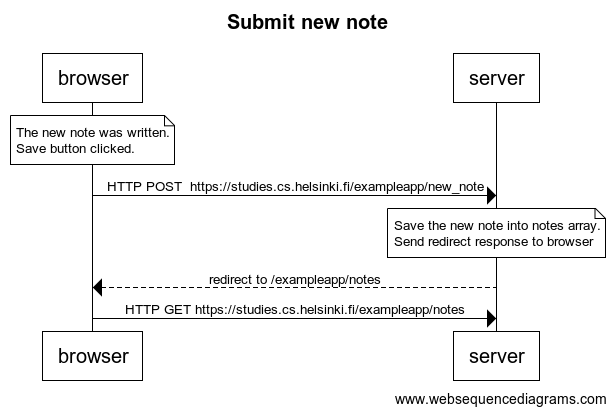 Submit new note
browser
server
The new note was written.
Save button clicked.
HTTP POST  https://studies.cs.helsinki.fi/exampleapp/new_note
Save the new note into notes array.
Send redirect response to browser
redirect to /exampleapp/notes
HTTP GET https://studies.cs.helsinki.fi/exampleapp/notes
browser
server
www.websequencediagrams.com